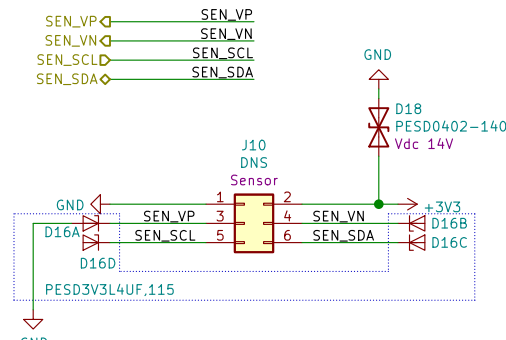 SEN_VP SEN_VP
SEN_VN SEN_VN
SEN_SCL SEN_SCL
SEN_SDA SEN_SDA
GND
D18
PESD0402-140
Vdc 14V
J10
DNS
Sensor
GND 1 2 +3V3
D16A SEN_VP 3 4 SEN_VN D16B
SEN_SCL 5 6 SEN_SDA D16C
D16D
PESD3V3L4UF,115
GND